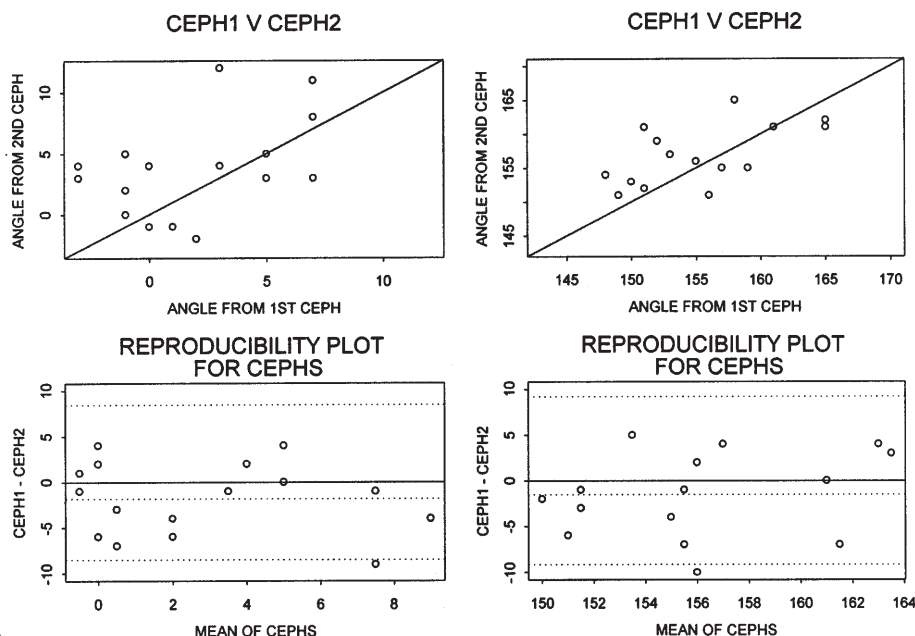 CEPH1 V CEPH2
ANGLE FROM 2ND CEPH
10
5
0
0
5
10
ANGLE FROM 1ST CEPH
CEPH1 V CEPH2
ANGLE FROM 2ND CEPH
165
155
145
145
150
155
160
165
170
ANGLE FROM 1ST CEPH
REPRODUCIBILITY PLOT
FOR CEPHS
CEPH1 - CEPH2
10
5
0
-5
-10
0
2
4
6
8
MEAN OF CEPHS
REPRODUCIBILITY PLOT
FOR CEPHS
CEPH1 - CEPH2
10
5
0
-5
-10
150
152
154
156
158
160
162
164
MEAN OF CEPHS